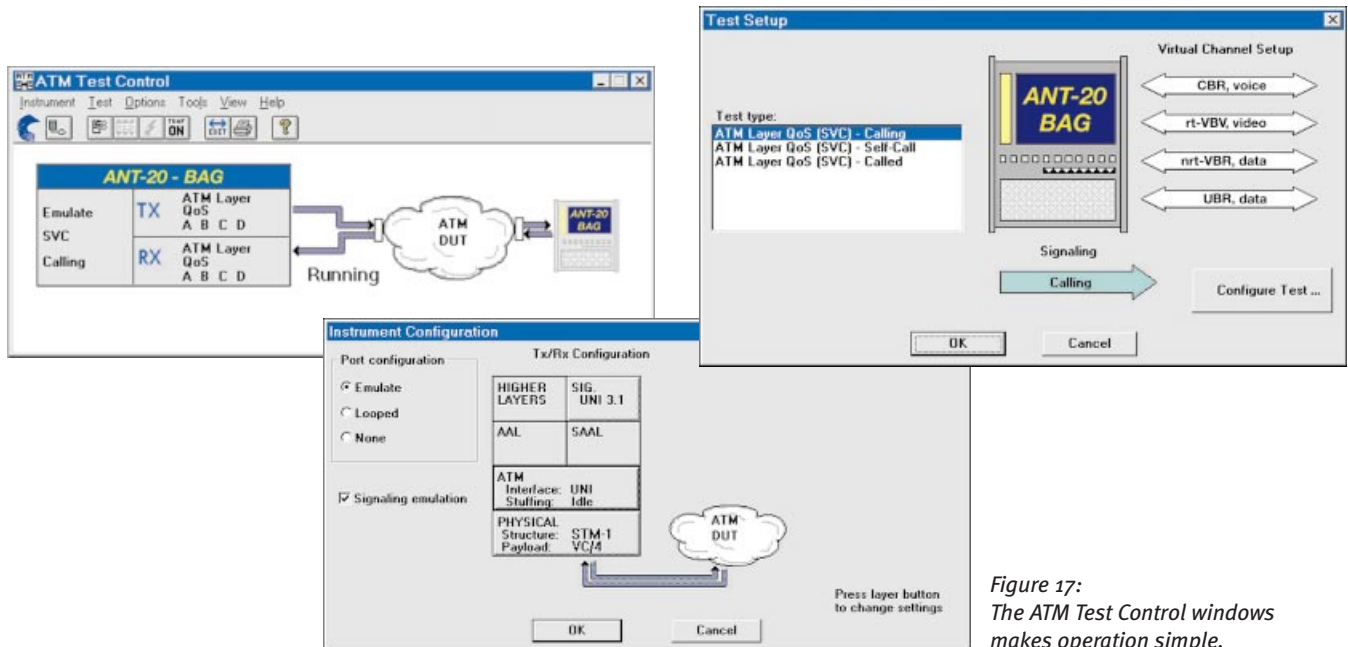 ATM Test Control
Instrument Test Options Tools View Help
TEST ON
EXIT
?
ANT-20 - BAG
Emulate
SVC
Calling
TX
ATM Layer
QoS
A B C D
RX
ATM Layer
QoS
A B C D
Running
ATM
DUT
ANT-20
BAG
Test Setup
Test type:
ATM Layer QoS (SVC) - Calling
ATM Layer QoS (SVC) - Self-Call
ATM Layer QoS (SVC) - Called
ANT-20
BAG
Virtual Channel Setup
CBR, voice
rt-VBV, video
nrt-VBR, data
UBR, data
Signaling
Calling
Configure Test ...
OK
Cancel
Instrument Configuration
Port configuration
Emulate
Looped
None
Signaling emulation
Tx/Rx Configuration
HIGHER
LAYERS
SIG.
UNI 3.1
AAL
SAAL
ATM
Interface: UNI
Stuffing: Idle
PHYSICAL
Structure: STM-1
Payload: VC/4
ATM
DUT
Press layer button
to change settings
OK
Cancel
Figure 17:
The ATM Test Control windows
makes operation simple.